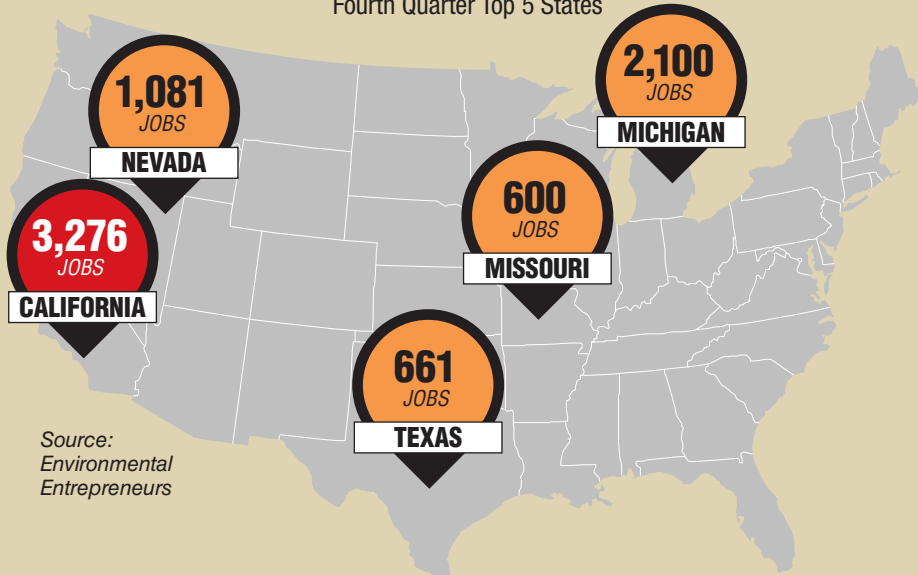 Fourth Quarter Top 5 States
2,100
JOBS
MICHIGAN
1,081
JOBS
NEVADA
600
JOBS
MISSOURI
3,276
JOBS
CALIFORNIA
661
JOBS
TEXAS
Source:
Environmental
Entrepreneurs